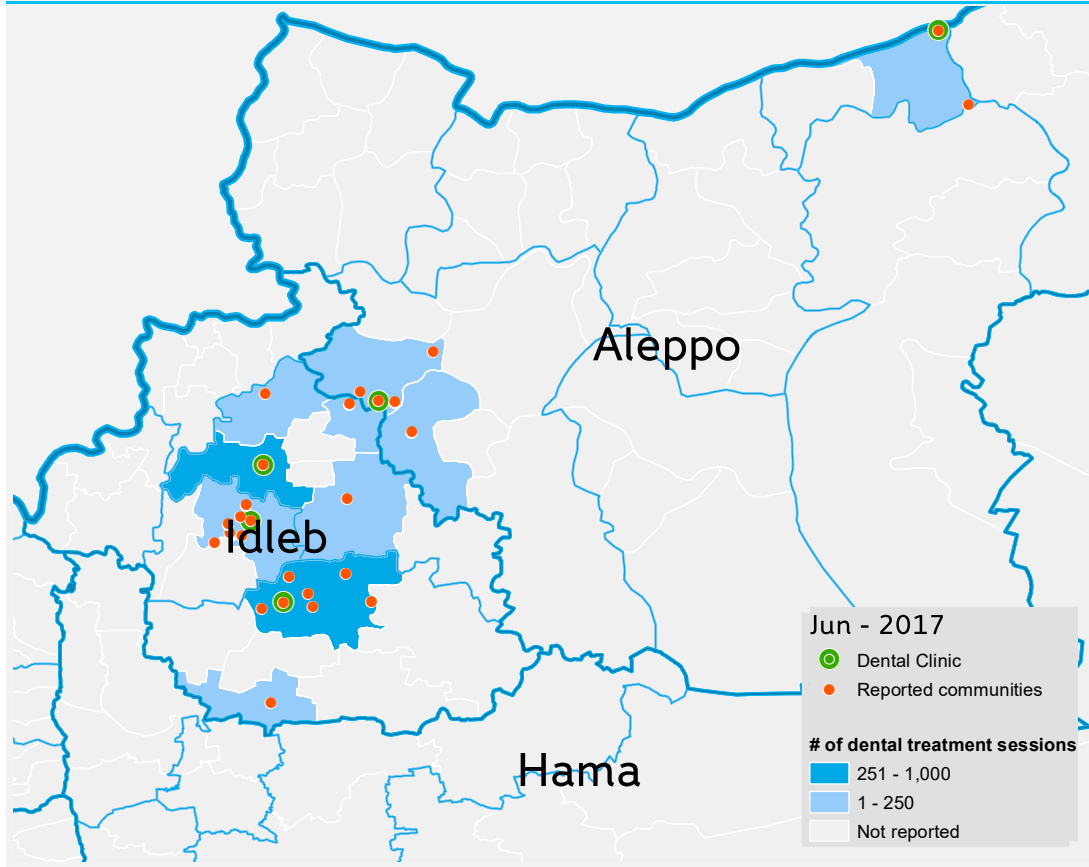 Aleppo
Idleb
Hama
Jun - 2017
Dental Clinic
Reported communities
# of dental treatment sessions
251 - 1,000
1 - 250
Not reported